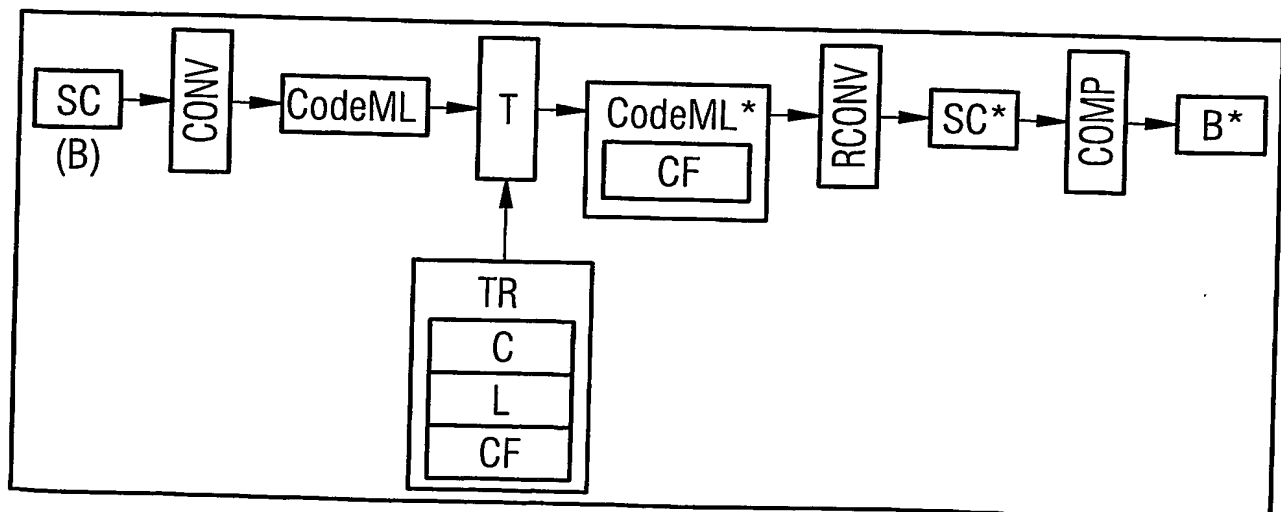 SC
(B)
CONV
CodeML
T
CodeML*
CF
RCONV
SC*
COMP
B*
TR
C
L
CF